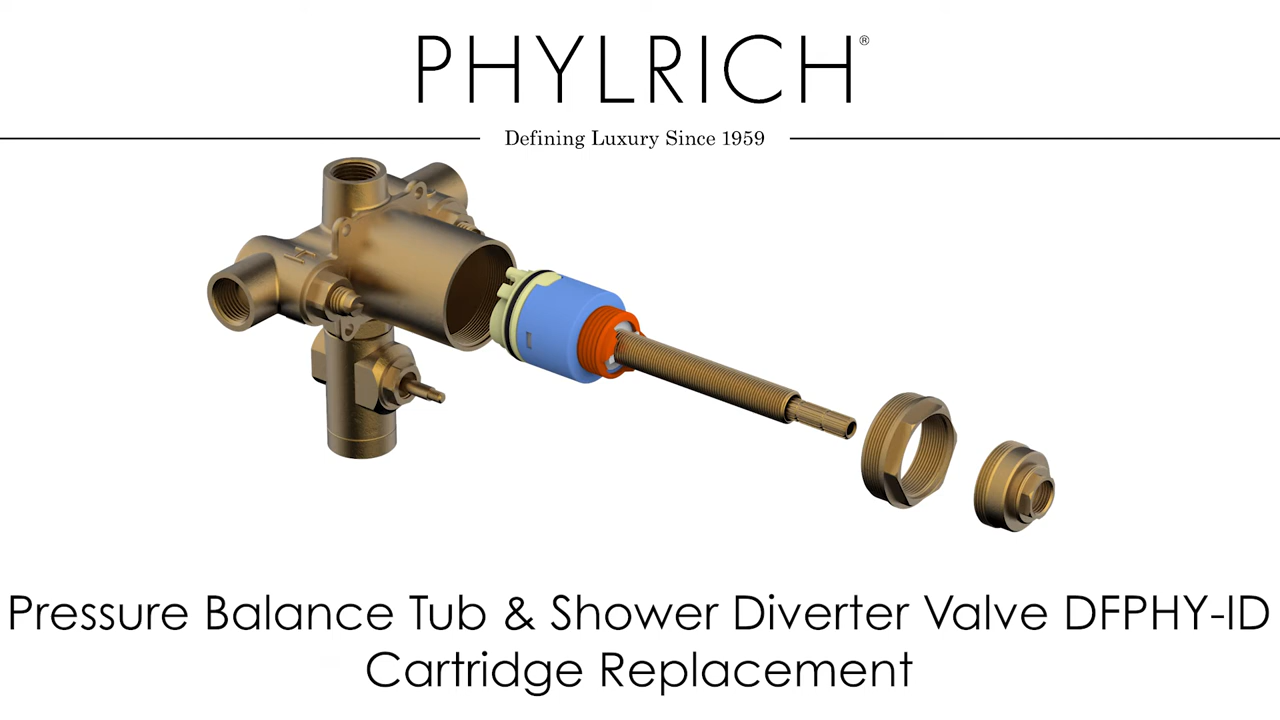 PHYLRICH®
Defining Luxury Since 1959
H
Pressure Balance Tub & Shower Diverter Valve DFPHY-ID
Cartridge Replacement